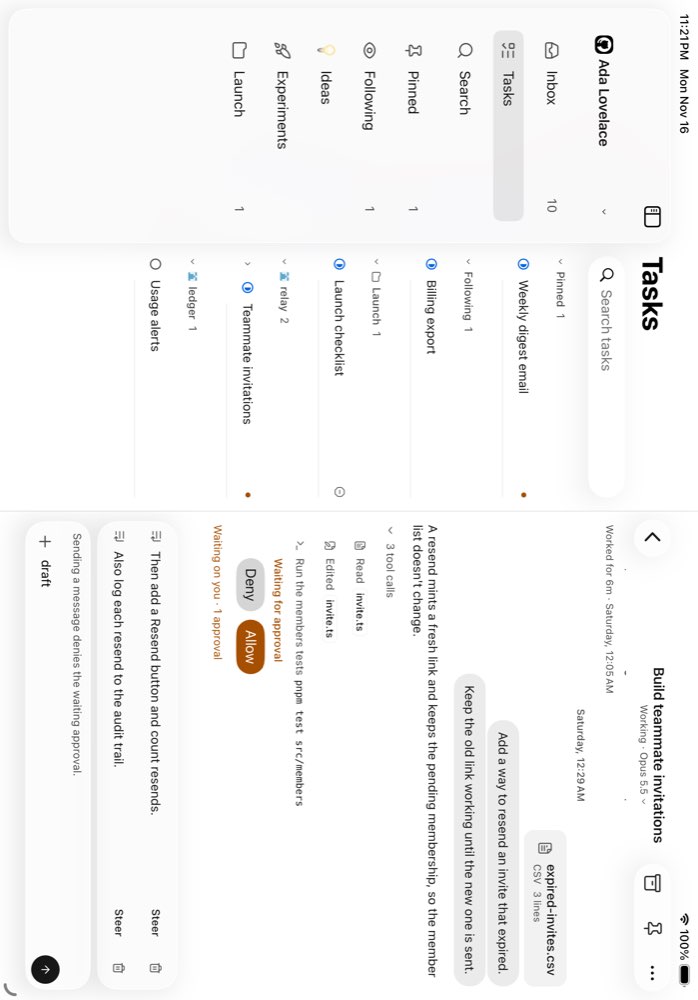 11:21 PM Mon Nov 16
100%
Ada Lovelace
Inbox 10
Tasks
Search
Pinned 1
Following 1
Ideas
Experiments
Launch 1
Tasks
Search tasks
Pinned 1
Weekly digest email
Following 1
Billing export
Launch 1
Launch checklist
relay 2
Teammate invitations
ledger 1
Usage alerts
Build teammate invitations
Working · Opus 5.5
Worked for 6m · Saturday, 12:05 AM
Saturday, 12:29 AM
expired-invites.csv
CSV 3 lines
Add a way to resend an invite that expired.
Keep the old link working until the new one is sent.
A resend mints a fresh link and keeps the pending membership, so the member
list doesn't change.
3 tool calls
Read invite.ts
Edited invite.ts
Run the members tests pnpm test src/members
Waiting for approval
Deny Allow
Waiting on you · 1 approval
Then add a Resend button and count resends. Steer
Also log each resend to the audit trail. Steer
Sending a message denies the waiting approval.
draft